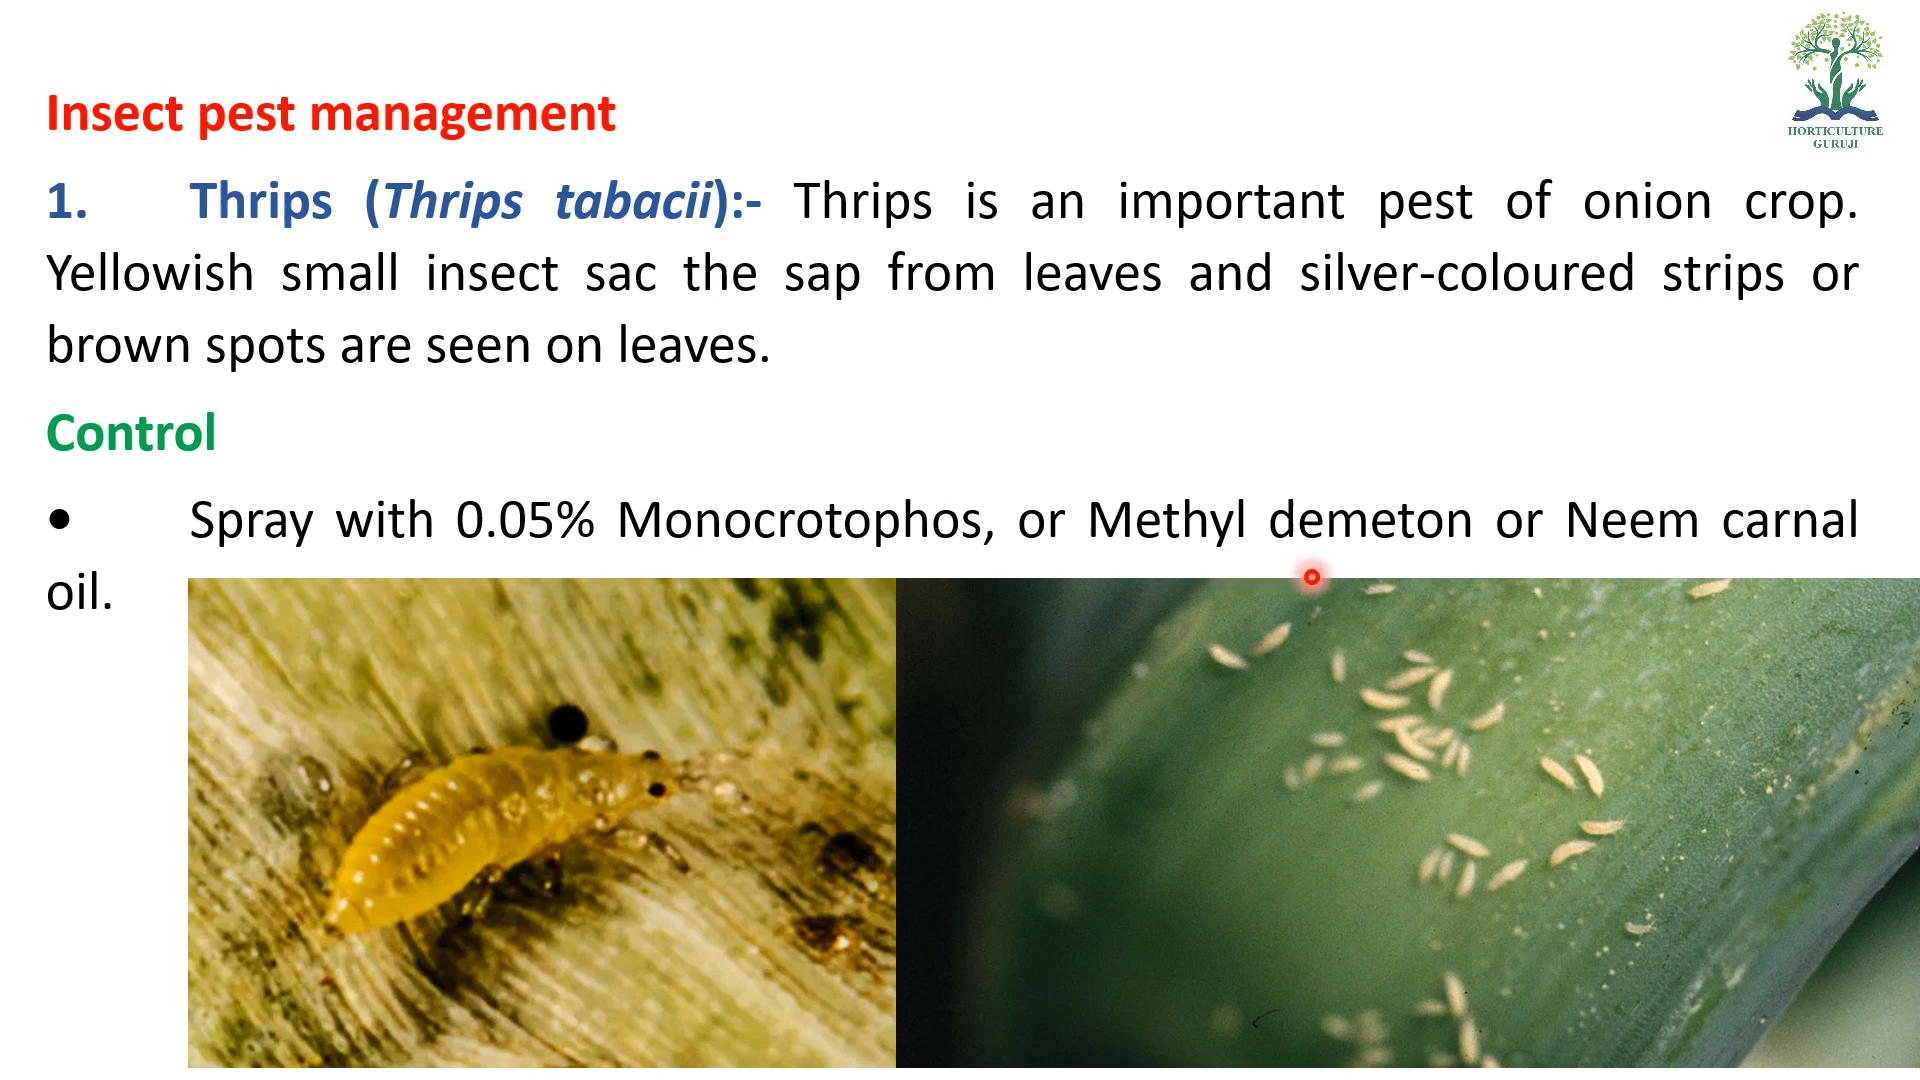 HORTICULTURE
GURUJI
Insect pest management
1. Thrips (Thrips tabacii):- Thrips is an important pest of onion crop.
Yellowish small insect sac the sap from leaves and silver-coloured strips or
brown spots are seen on leaves.
Control
• Spray with 0.05% Monocrotophos, or Methyl demeton or Neem carnal
oil.